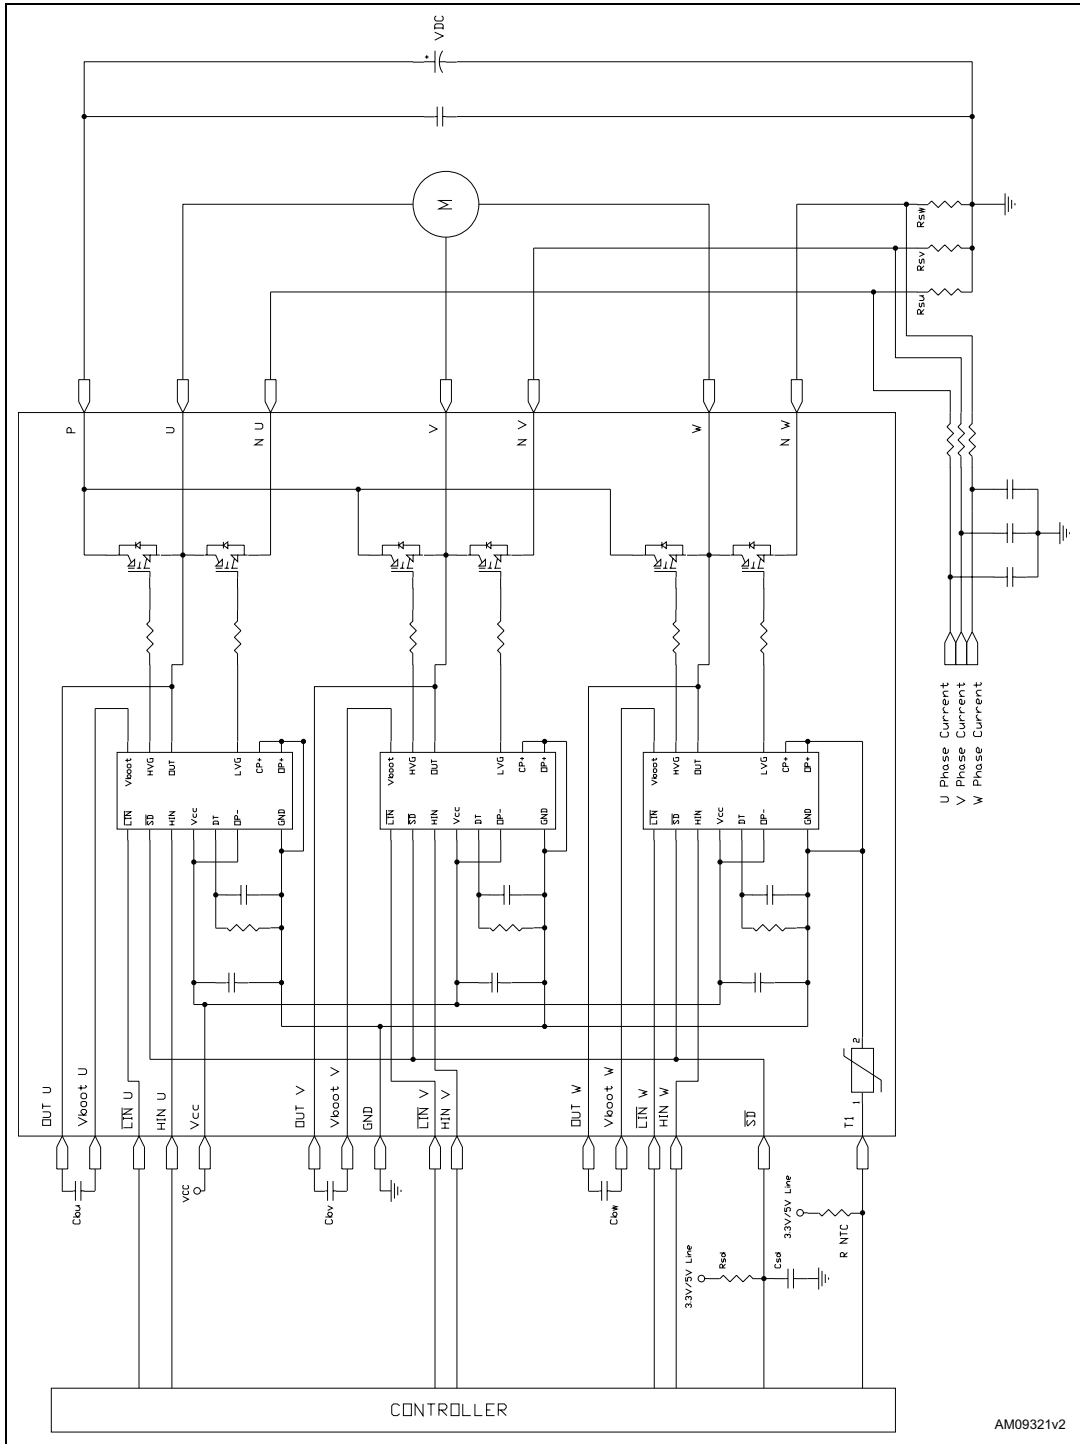 VDC
+
M
Rsw
Rsv
Rsu
P
U
N U
V
N V
W
N W
U Phase Current
V Phase Current
W Phase Current
Vboot
HVG
OUT
LVG
CP+
OP+
LIN
SD
HIN
Vcc
DT
OP-
GND
Vboot
HVG
OUT
LVG
CP+
OP+
LIN
SD
HIN
Vcc
DT
OP-
GND
Vboot
HVG
OUT
LVG
CP+
OP+
LIN
SD
HIN
Vcc
DT
OP-
GND
OUT U
Vboot U
LIN U
HIN U
Vcc
OUT V
Vboot V
GND
LIN V
HIN V
OUT W
Vboot W
LIN W
HIN W
SD
T1
1
2
Cbu
VCC
Cbv
Cbw
3.3V/5V Line
Rsd
Csd
3.3V/5V Line
R NTC
CONTROLLER
AM09321v2